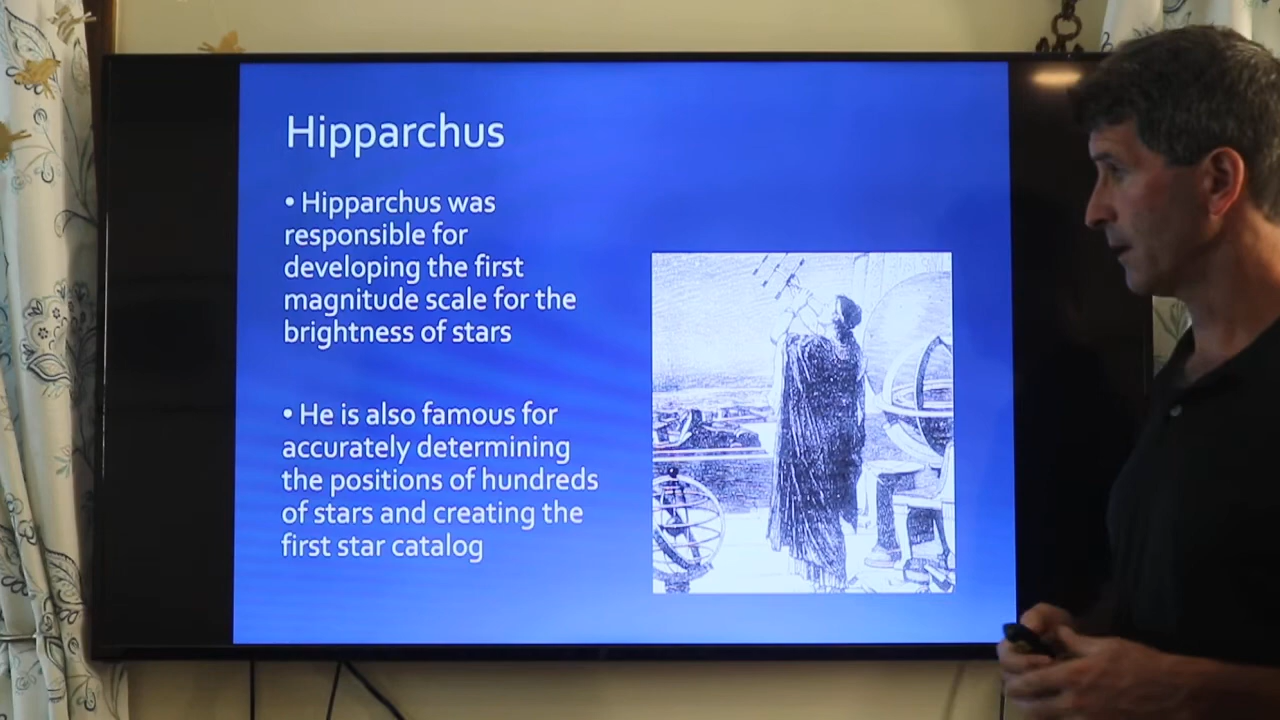 Hipparchus
• Hipparchus was
responsible for
developing the first
magnitude scale for the
brightness of stars
• He is also famous for
accurately determining
the positions of hundreds
of stars and creating the
first star catalog